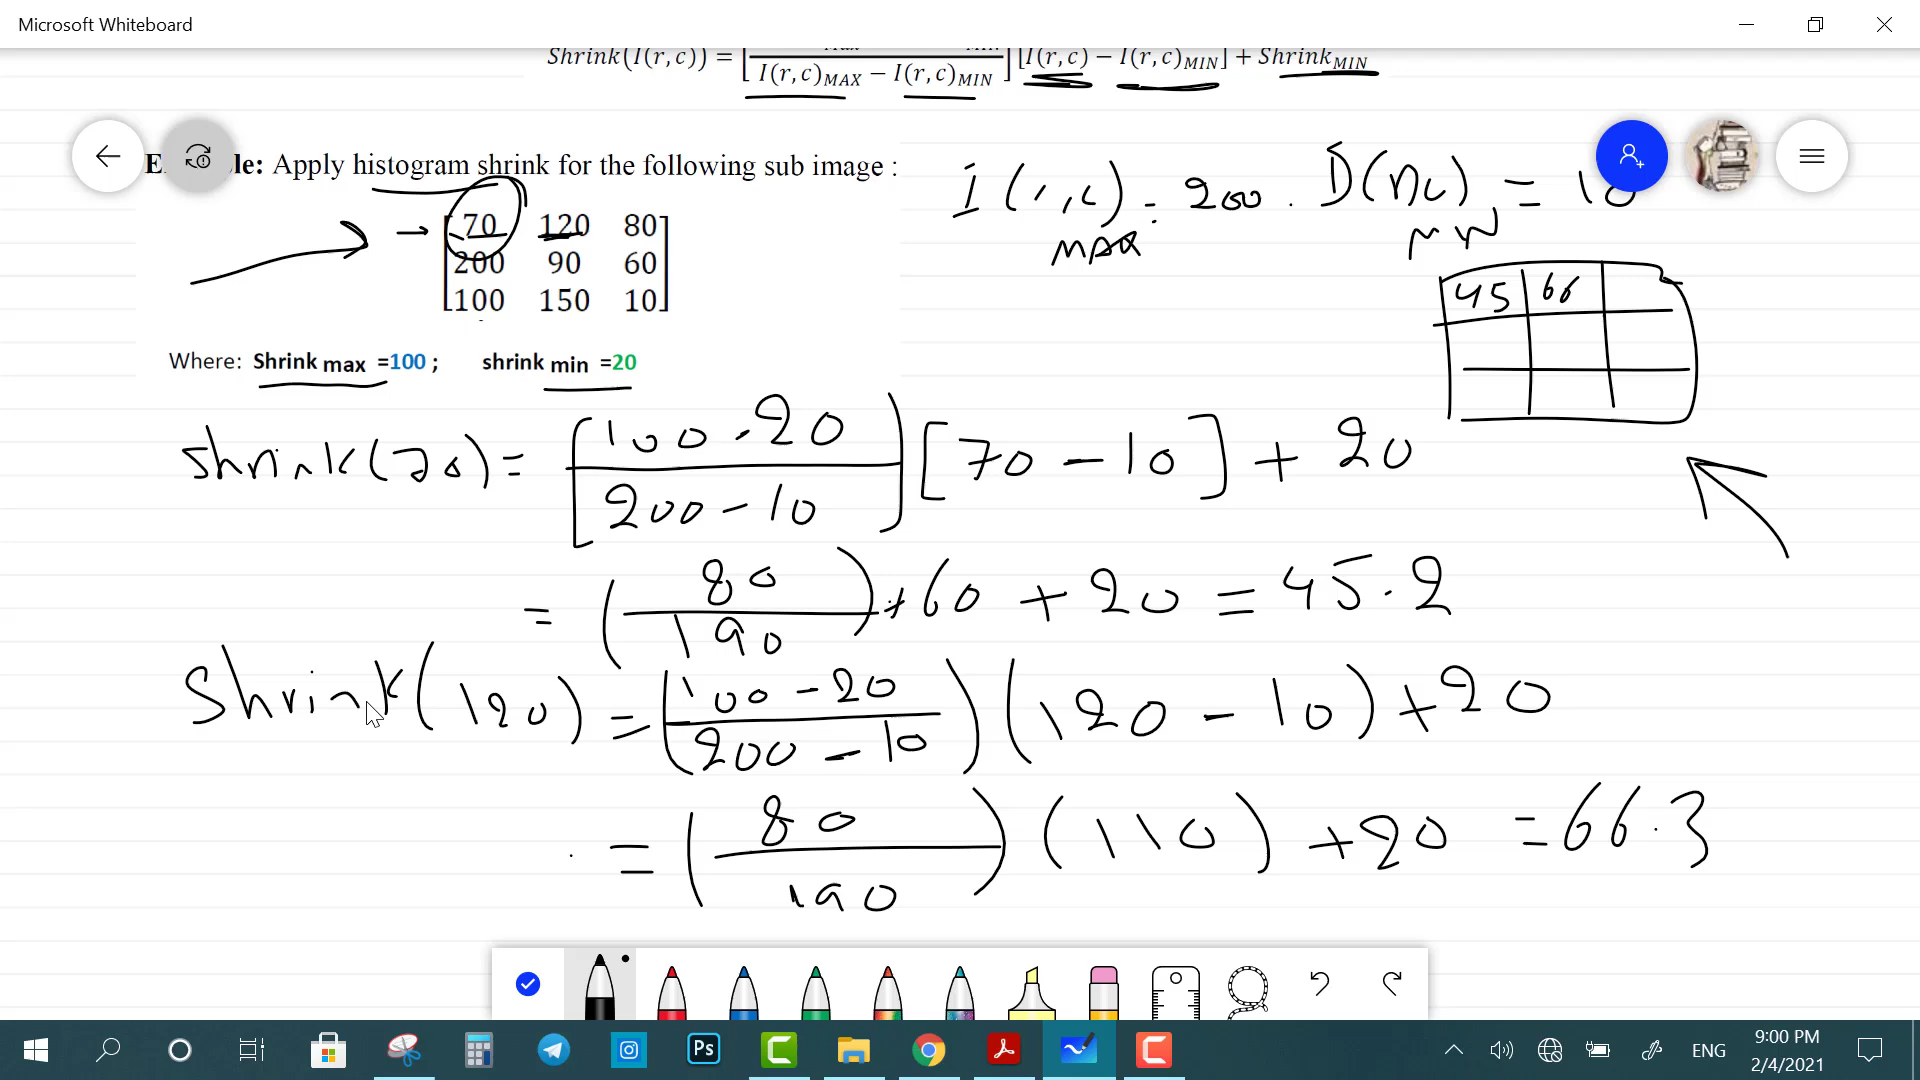 Microsoft Whiteboard
Shrink(I(r,c)) = [ / I(r,c)MAX − I(r,c)MIN ] [I(r,c) − I(r,c)MIN] + ShrinkMIN
le: Apply histogram shrink for the following sub image :
I(r,c) MAX = 200 . I(r,c) MIN = 10
70 120 80
200 90 60
100 150 10
45 66
Where: Shrink max =100 ; shrink min =20
shrink(70) = [100 - 20 / 200 - 10] [70 - 10] + 20
= (80 / 190) * 60 + 20 = 45.2
Shrink(120) = (100 - 20 / 200 - 10) (120 - 10) + 20
= (80 / 190) (110) + 20 = 66.3
Ps
ENG
9:00 PM
2/4/2021